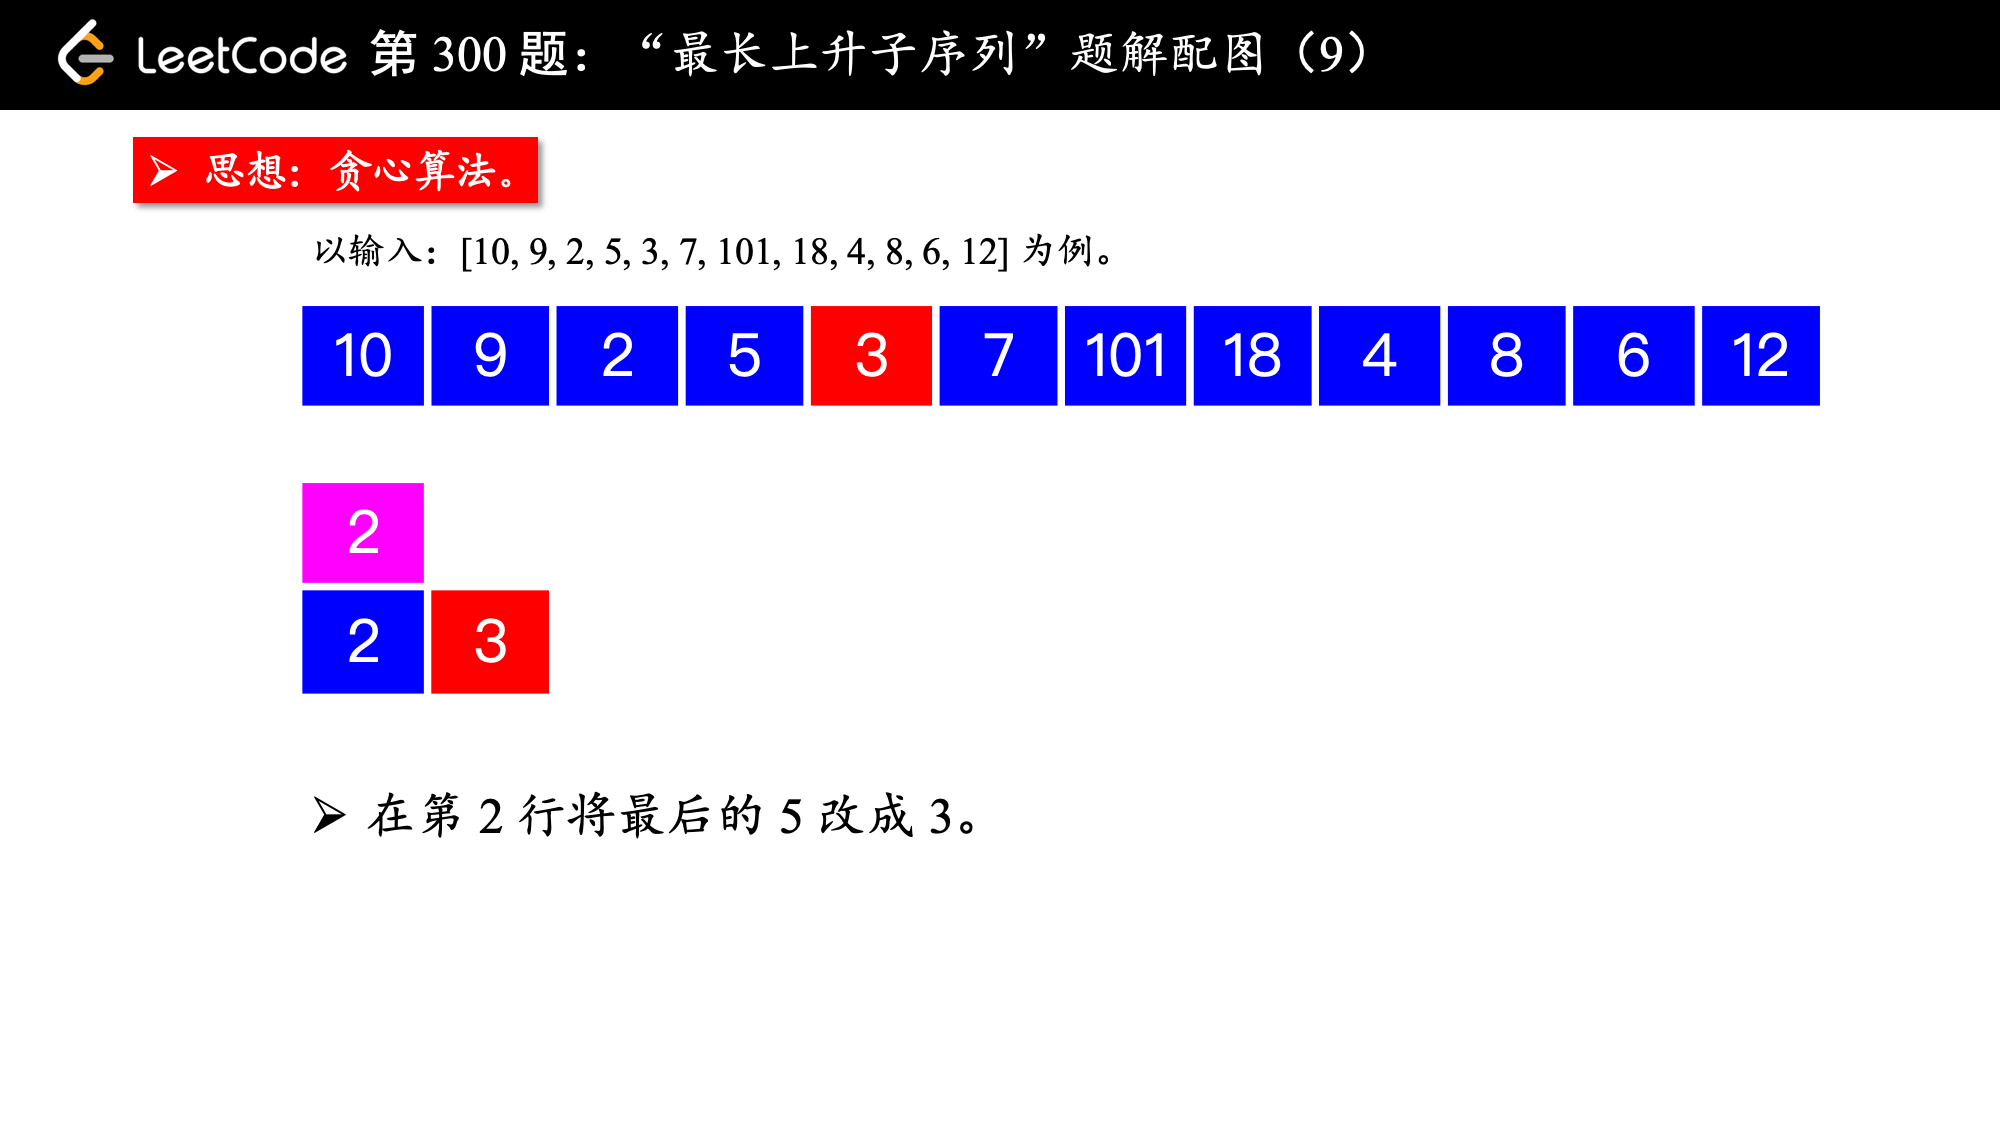 LeetCode 第 300 题：“最长上升子序列”题解配图（9）
➢ 思想：贪心算法。
以输入：[10, 9, 2, 5, 3, 7, 101, 18, 4, 8, 6, 12] 为例。
10 9 2 5 3 7 101 18 4 8 6 12
2
2 3
➢ 在第 2 行将最后的 5 改成 3。